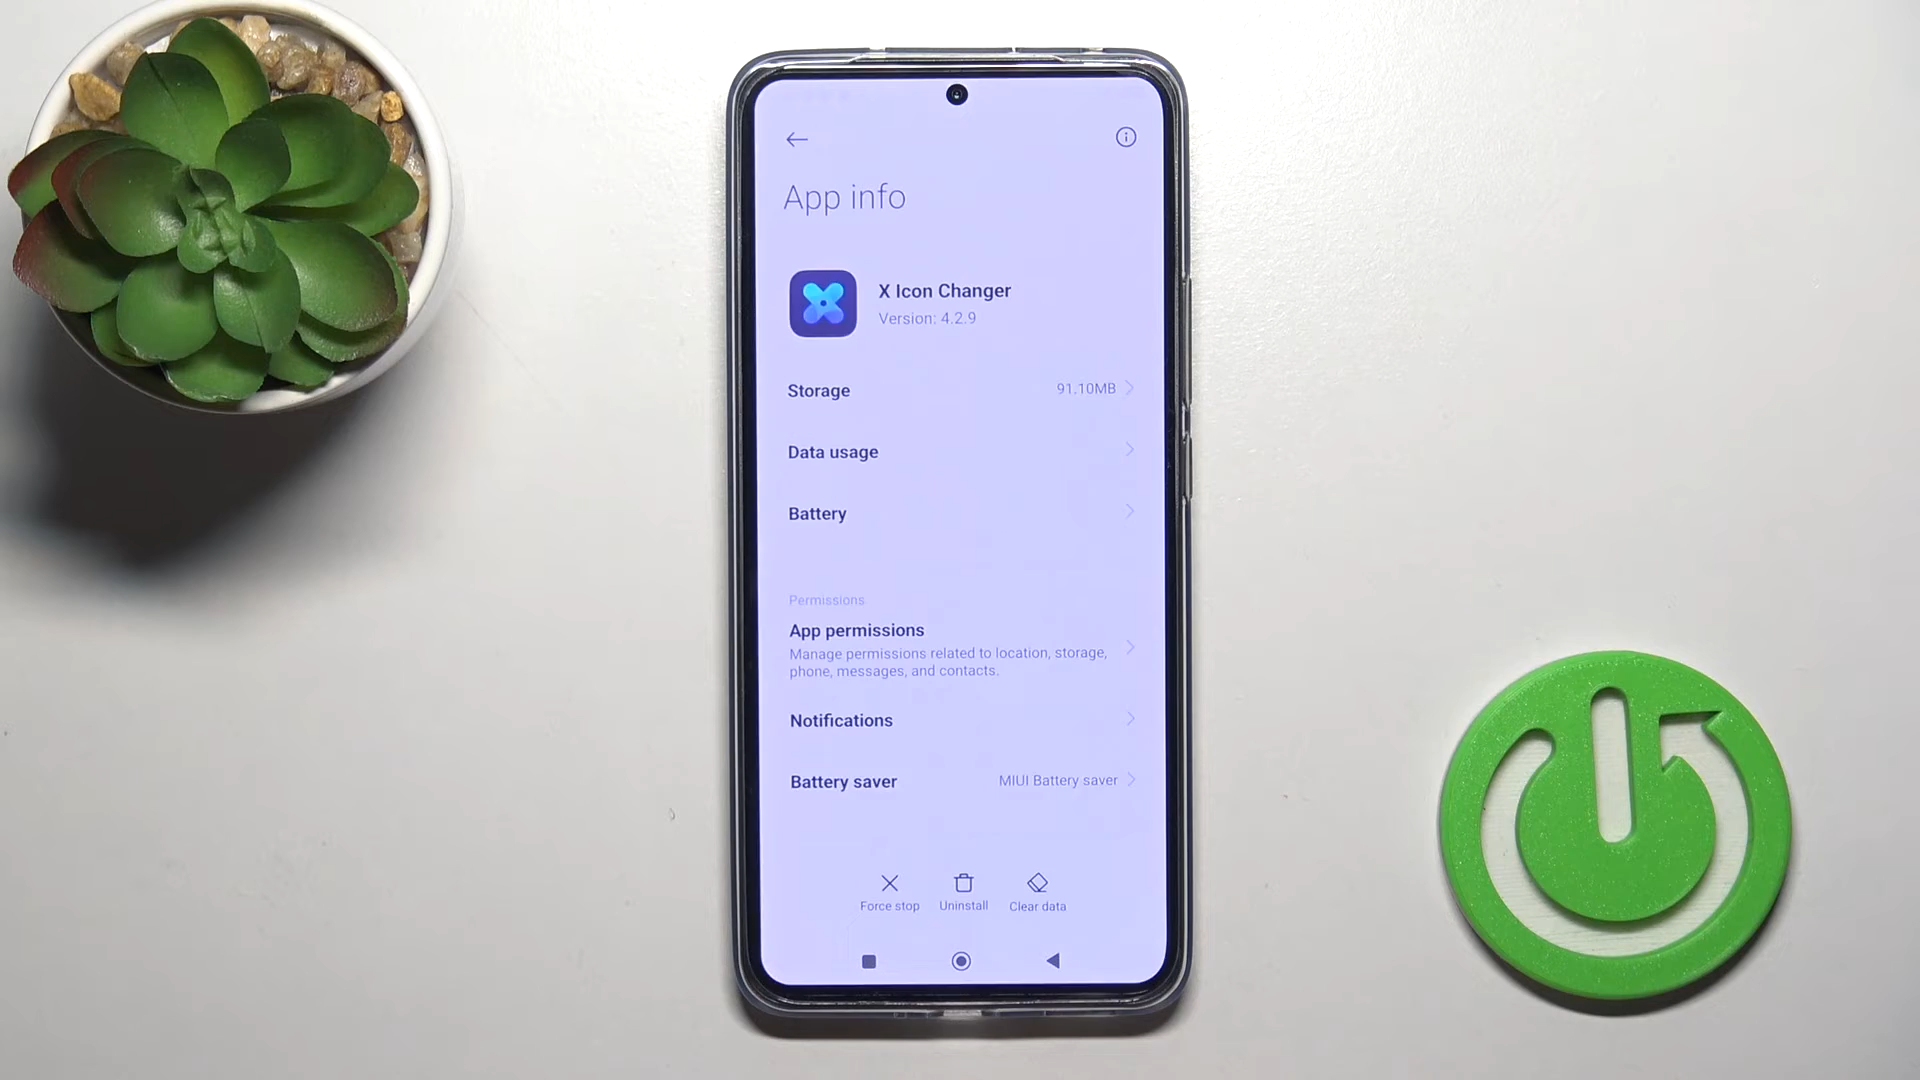 App info
X Icon Changer
Version: 4.2.9
Storage 91.10MB
Data usage
Battery
Permissions
App permissions
Manage permissions related to location, storage,
phone, messages, and contacts.
Notifications
Battery saver MIUI Battery saver
Force stop Uninstall Clear data